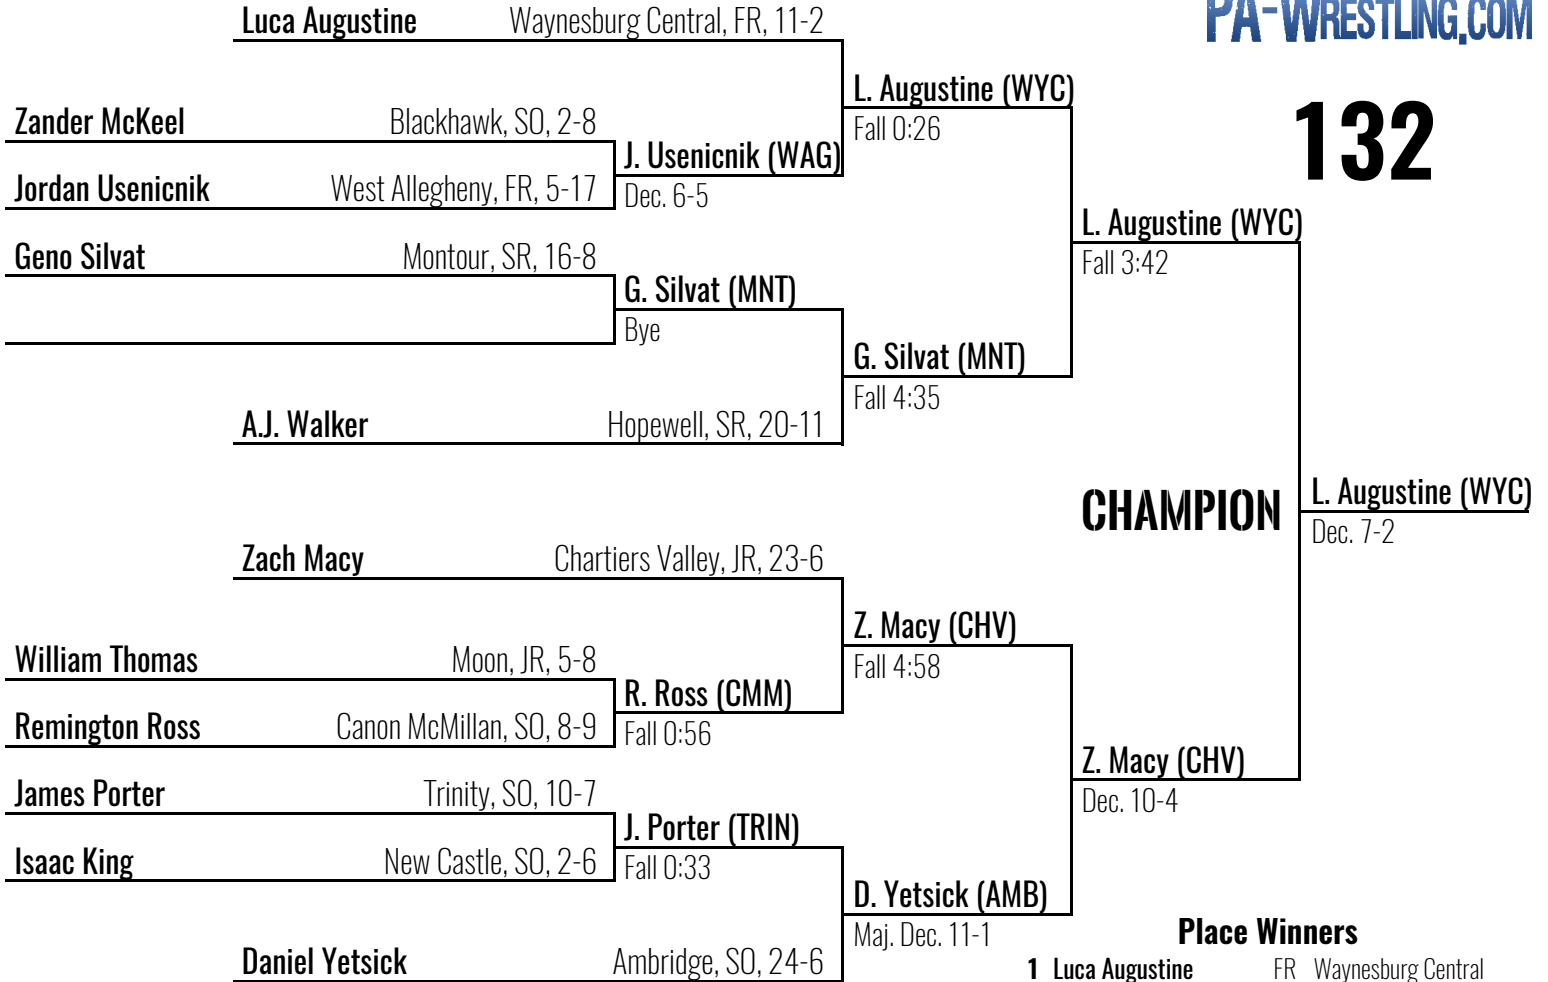 PA-WRESTLING.COM
132
Luca Augustine Waynesburg Central, FR, 11-2
L. Augustine (WYC)
Fall 0:26
Zander McKeel Blackhawk, SO, 2-8
J. Usenicnik (WAG)
Dec. 6-5
Jordan Usenicnik West Allegheny, FR, 5-17
L. Augustine (WYC)
Fall 3:42
Geno Silvat Montour, SR, 16-8
G. Silvat (MNT)
Bye
G. Silvat (MNT)
Fall 4:35
A.J. Walker Hopewell, SR, 20-11
CHAMPION
L. Augustine (WYC)
Dec. 7-2
Zach Macy Chartiers Valley, JR, 23-6
Z. Macy (CHV)
Fall 4:58
William Thomas Moon, JR, 5-8
R. Ross (CMM)
Fall 0:56
Remington Ross Canon McMillan, SO, 8-9
Z. Macy (CHV)
Dec. 10-4
James Porter Trinity, SO, 10-7
J. Porter (TRIN)
Fall 0:33
Isaac King New Castle, SO, 2-6
D. Yetsick (AMB)
Maj. Dec. 11-1
Daniel Yetsick Ambridge, SO, 24-6
Place Winners
1 Luca Augustine FR Waynesburg Central